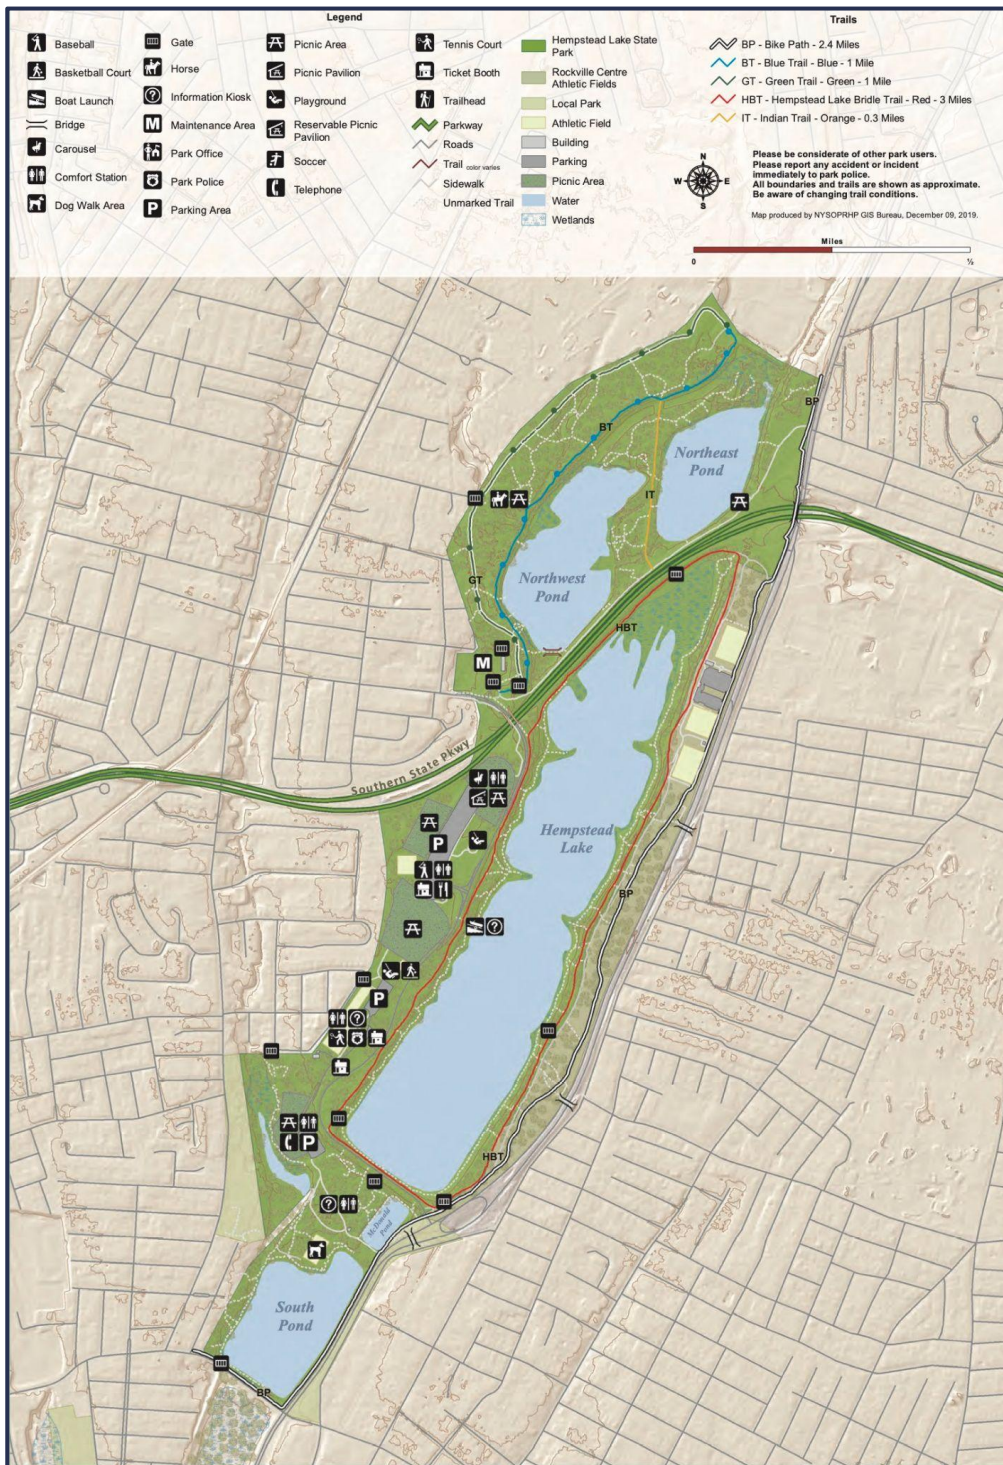 Legend
Baseball
Basketball Court
Boat Launch
Bridge
Carousel
Comfort Station
Dog Walk Area
Gate
Horse
Information Kiosk
Maintenance Area
Park Office
Park Police
Parking Area
Picnic Area
Picnic Pavilion
Playground
Reservable Picnic
Pavilion
Soccer
Telephone
Tennis Court
Ticket Booth
Trailhead
Parkway
Roads
Trail color varies
Sidewalk
Unmarked Trail
Hempstead Lake State
Park
Rockville Centre
Athletic Fields
Local Park
Athletic Field
Building
Parking
Picnic Area
Water
Wetlands
Trails
BP - Bike Path - 2.4 Miles
BT - Blue Trail - Blue - 1 Mile
GT - Green Trail - Green - 1 Mile
HBT - Hempstead Lake Bridle Trail - Red - 3 Miles
IT - Indian Trail - Orange - 0.3 Miles
N
W E
S
Please be considerate of other park users.
Please report any accident or incident
immediately to park police.
All boundaries and trails are shown as approximate.
Be aware of changing trail conditions.
Map produced by NYSOPRHP GIS Bureau, December 09, 2019.
Miles
0 ½
BP
BT
Northeast
Pond
IT
GT
Northwest
Pond
HBT
M
Southern State Pkwy
P
Hempstead
Lake
BP
P
P
HBT
McDonald
Pond
South
Pond
BP